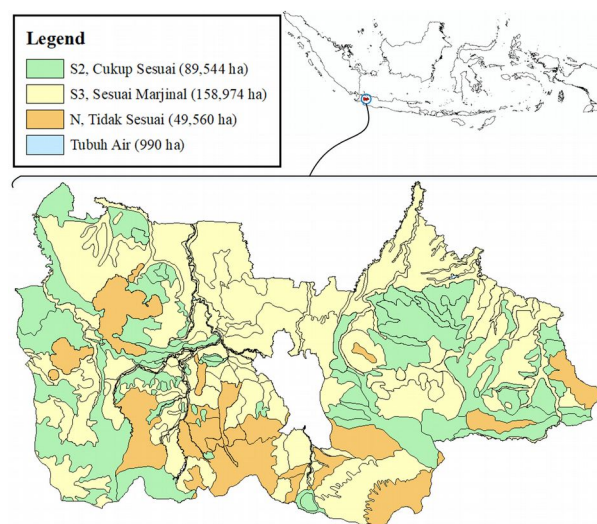 Legend
S2, Cukup Sesuai (89,544 ha)
S3, Sesuai Marjinal (158,974 ha)
N, Tidak Sesuai (49,560 ha)
Tubuh Air (990 ha)